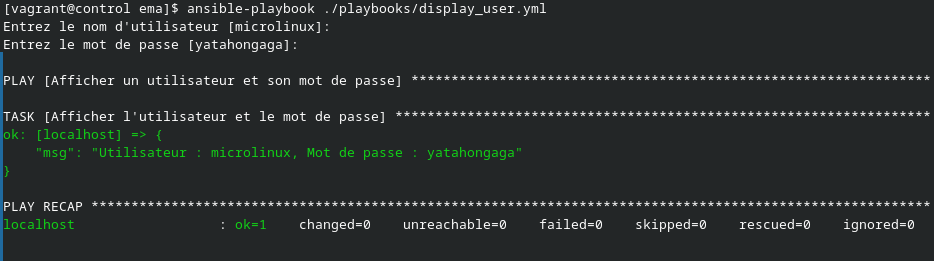 [vagrant@control ema]$ ansible-playbook ./playbooks/display_user.yml
Entrez le nom d'utilisateur [microlinux]:
Entrez le mot de passe [yatahongaga]:
PLAY [Afficher un utilisateur et son mot de passe] *****************************************************************
TASK [Afficher l'utilisateur et le mot de passe] *******************************************************************
ok: [localhost] => {
    "msg": "Utilisateur : microlinux, Mot de passe : yatahongaga"
}
PLAY RECAP *********************************************************************************************************
localhost                  : ok=1    changed=0    unreachable=0    failed=0    skipped=0    rescued=0    ignored=0